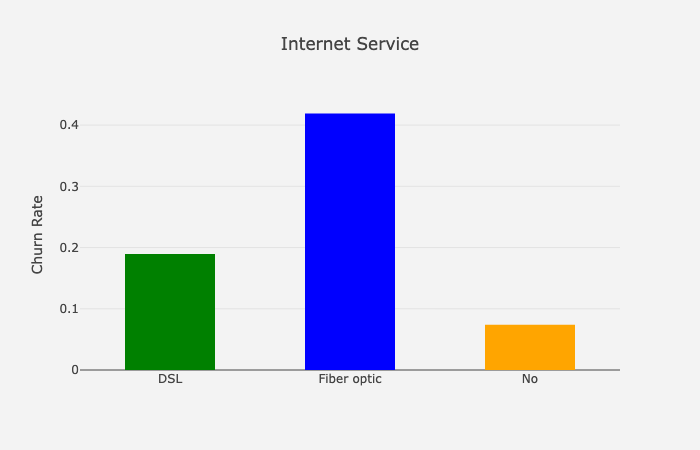 Internet Service
Churn Rate
0.4
0.3
0.2
0.1
0
DSL
Fiber optic
No